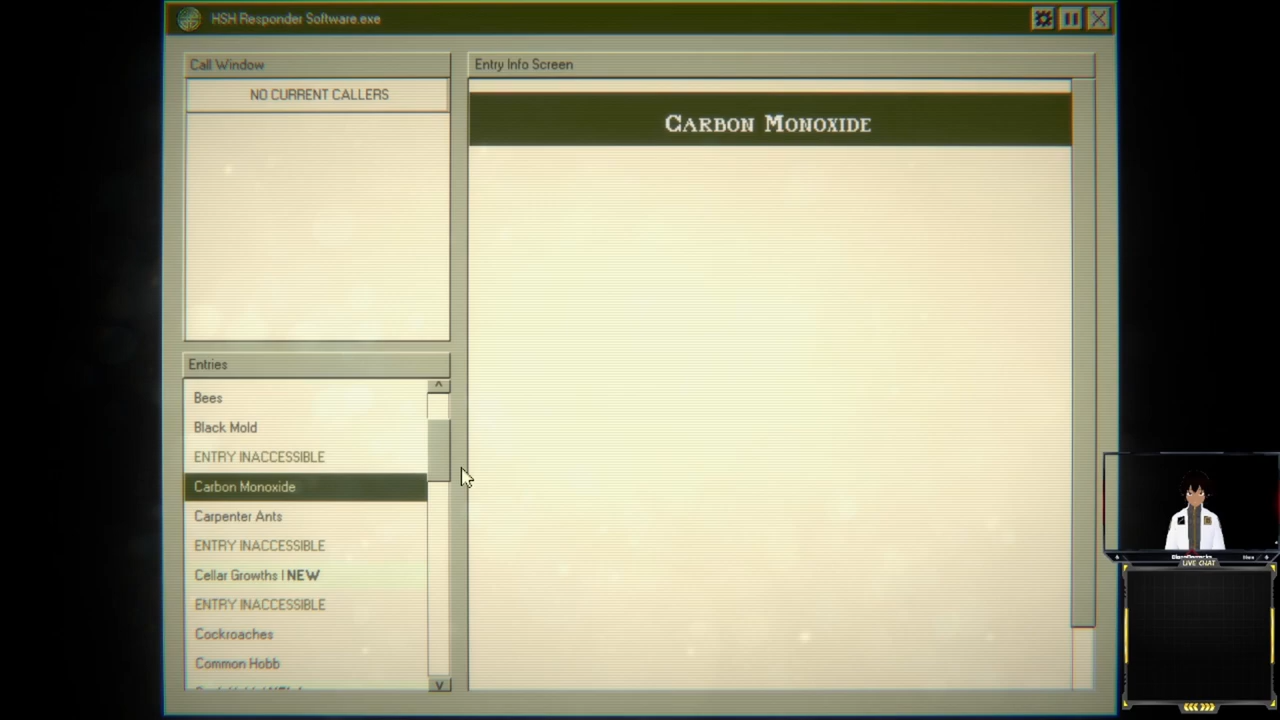 HSH Responder Software.exe
Call Window
NO CURRENT CALLERS
Entry Info Screen
Carbon Monoxide
Entries
Bees
Black Mold
ENTRY INACCESSIBLE
Carbon Monoxide
Carpenter Ants
ENTRY INACCESSIBLE
Cellar Growths | NEW
ENTRY INACCESSIBLE
Cockroaches
Common Hobb
LIVE CHAT